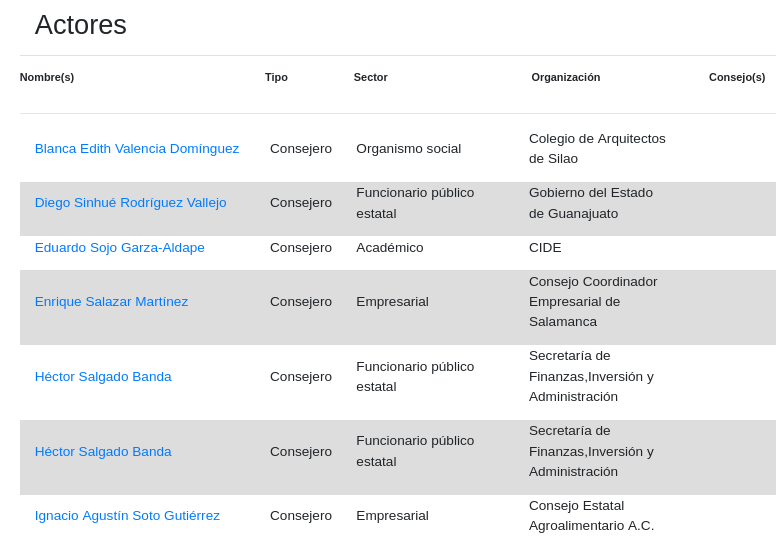 Actores
Nombre(s) Tipo Sector Organización Consejo(s)
Blanca Edith Valencia Domínguez Consejero Organismo social Colegio de Arquitectos
de Silao
Diego Sinhué Rodríguez Vallejo Consejero Funcionario público Gobierno del Estado
estatal de Guanajuato
Eduardo Sojo Garza-Aldape Consejero Académico CIDE
Enrique Salazar Martínez Consejero Empresarial Consejo Coordinador
Empresarial de
Salamanca
Héctor Salgado Banda Consejero Funcionario público Secretaría de
estatal Finanzas,Inversión y
Administración
Héctor Salgado Banda Consejero Funcionario público Secretaría de
estatal Finanzas,Inversión y
Administración
Ignacio Agustín Soto Gutiérrez Consejero Empresarial Consejo Estatal
Agroalimentario A.C.